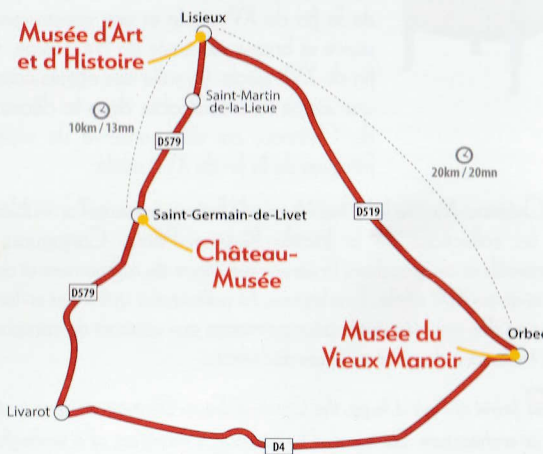 Lisieux
Musée d'Art
et d'Histoire
Saint-Martin
de-la-Lieue
10km / 13mn
D579
20km / 20mn
D519
Saint-Germain-de-Livet
Château-
Musée
D579
Musée du
Vieux Manoir
Orbec
Livarot
D4